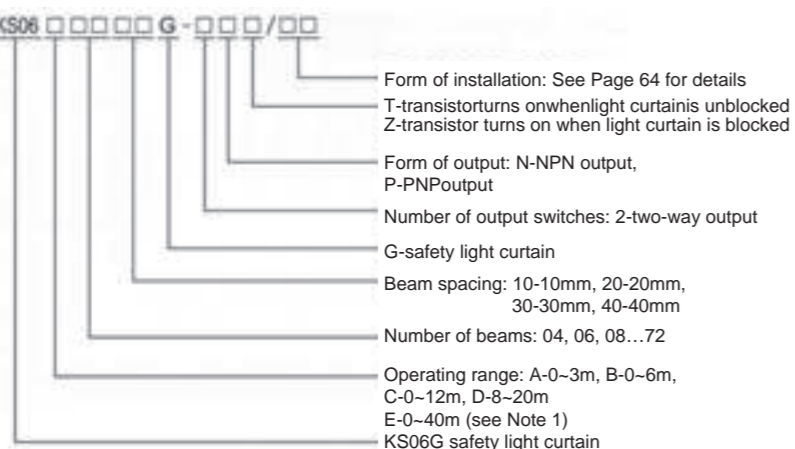 KS06 □ □ □ □ □ G - □ □ □ / □ □
Form of installation: See Page 64 for details
T-transistorturns onwhenlight curtainis unblocked
Z-transistor turns on when light curtain is blocked
Form of output: N-NPN output,
P-PNPoutput
Number of output switches: 2-two-way output
G-safety light curtain
Beam spacing: 10-10mm, 20-20mm,
30-30mm, 40-40mm
Number of beams: 04, 06, 08…72
Operating range: A-0~3m, B-0~6m,
C-0~12m, D-8~20m
E-0~40m (see Note 1)
KS06G safety light curtain